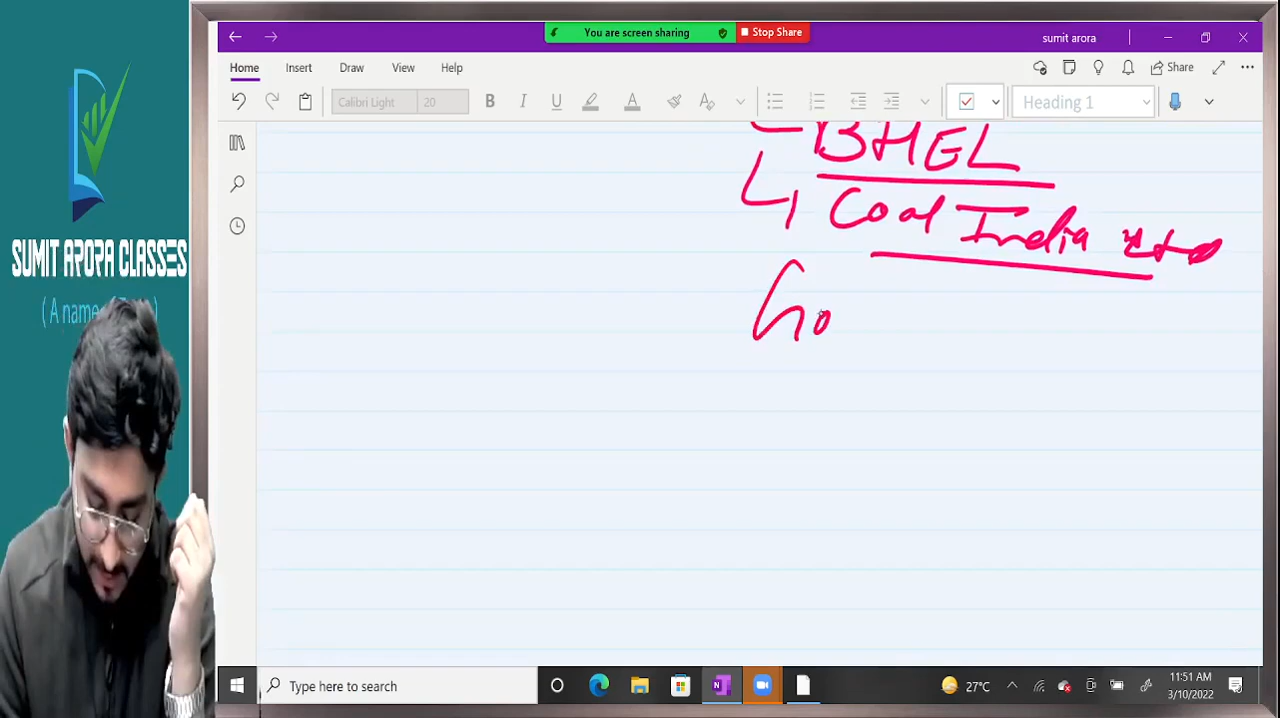 You are screen sharing Stop Share
sumit arora
Home Insert Draw View Help
Share
Calibri Light 20 B I U A
Heading 1
BHEL
Coal India
Go
SUMIT ARORA CLASSES
Type here to search
27°C
11:51 AM
3/10/2022